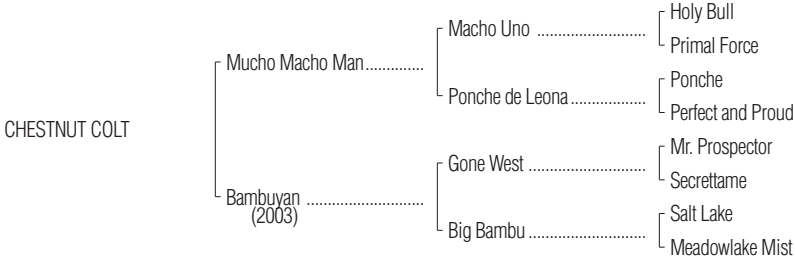 Holy Bull
Macho Uno ..........................
Primal Force
Mucho Macho Man..............
Ponche
Ponche de Leona..................
Perfect and Proud
CHESTNUT COLT
Mr. Prospector
Gone West ............................
Secrettame
Bambuyan ............................
(2003)
Salt Lake
Big Bambu............................
Meadowlake Mist